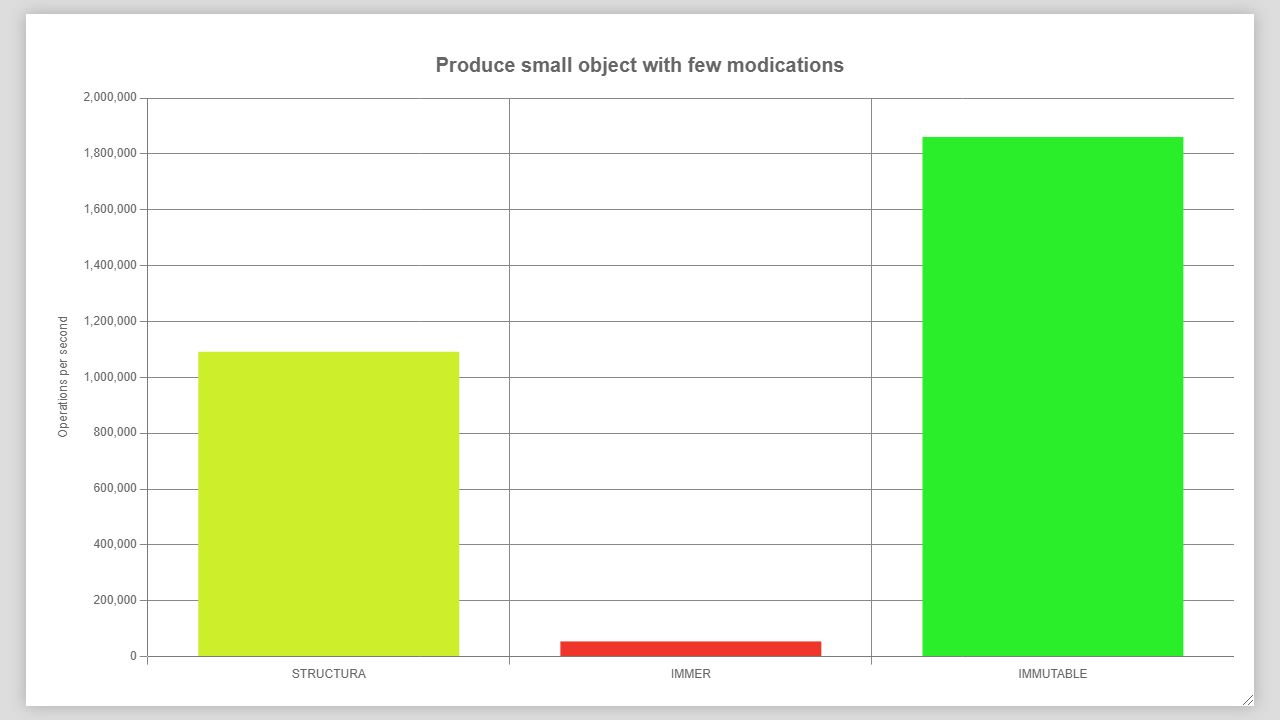 Produce small object with few modications
2,000,000
1,800,000
1,600,000
1,400,000
1,200,000
1,000,000
800,000
600,000
400,000
200,000
0
Operations per second
STRUCTURA
IMMER
IMMUTABLE